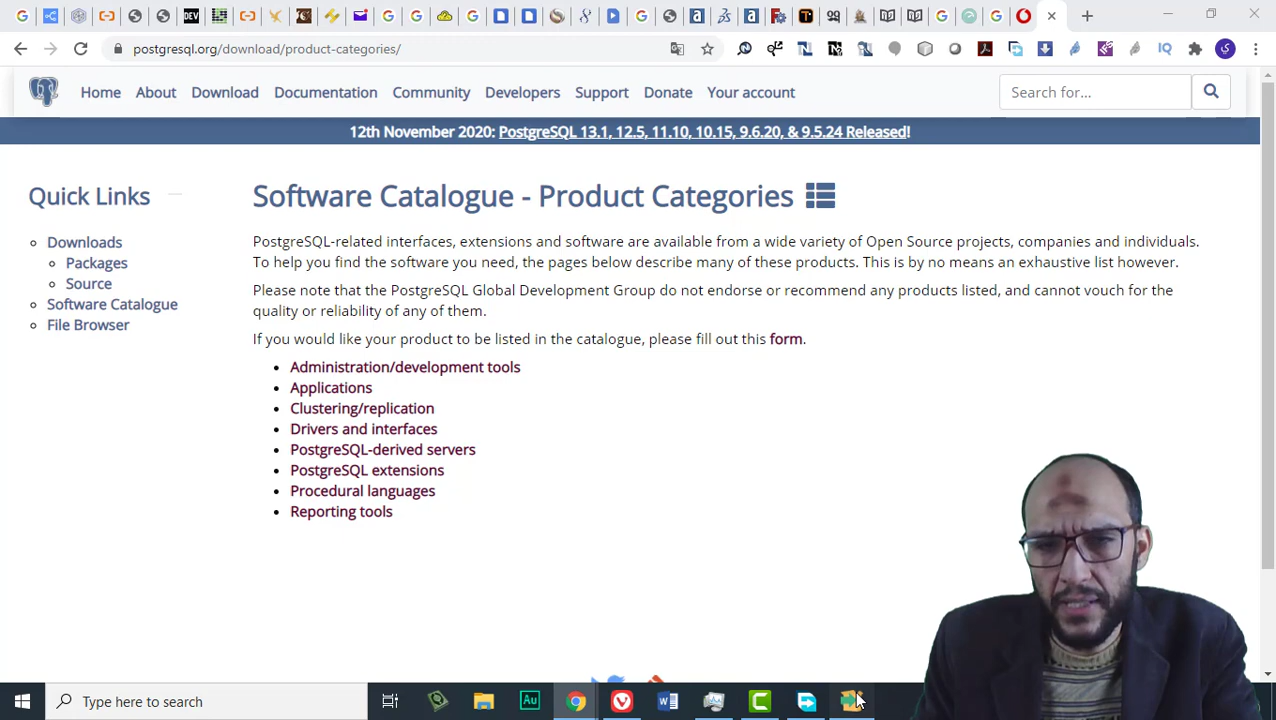 postgresql.org/download/product-categories/
Home About Download Documentation Community Developers Support Donate Your account
Search for...
12th November 2020: PostgreSQL 13.1, 12.5, 11.10, 10.15, 9.6.20, & 9.5.24 Released!
Quick Links
Downloads
Packages
Source
Software Catalogue
File Browser
Software Catalogue - Product Categories
PostgreSQL-related interfaces, extensions and software are available from a wide variety of Open Source projects, companies and individuals.
To help you find the software you need, the pages below describe many of these products. This is by no means an exhaustive list however.
Please note that the PostgreSQL Global Development Group do not endorse or recommend any products listed, and cannot vouch for the
quality or reliability of any of them.
If you would like your product to be listed in the catalogue, please fill out this form.
Administration/development tools
Applications
Clustering/replication
Drivers and interfaces
PostgreSQL-derived servers
PostgreSQL extensions
Procedural languages
Reporting tools
Type here to search